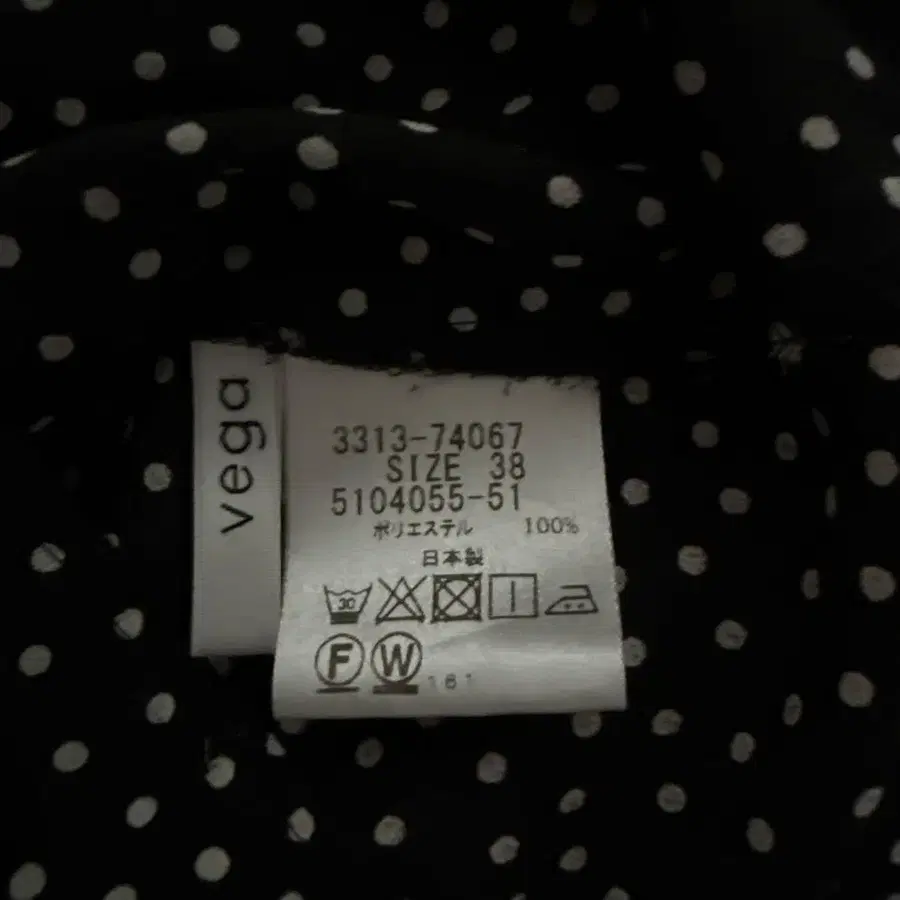 vega
3313-74067
SIZE 38
5104055-51
ポリエステル 100%
日本製
30
F W 161